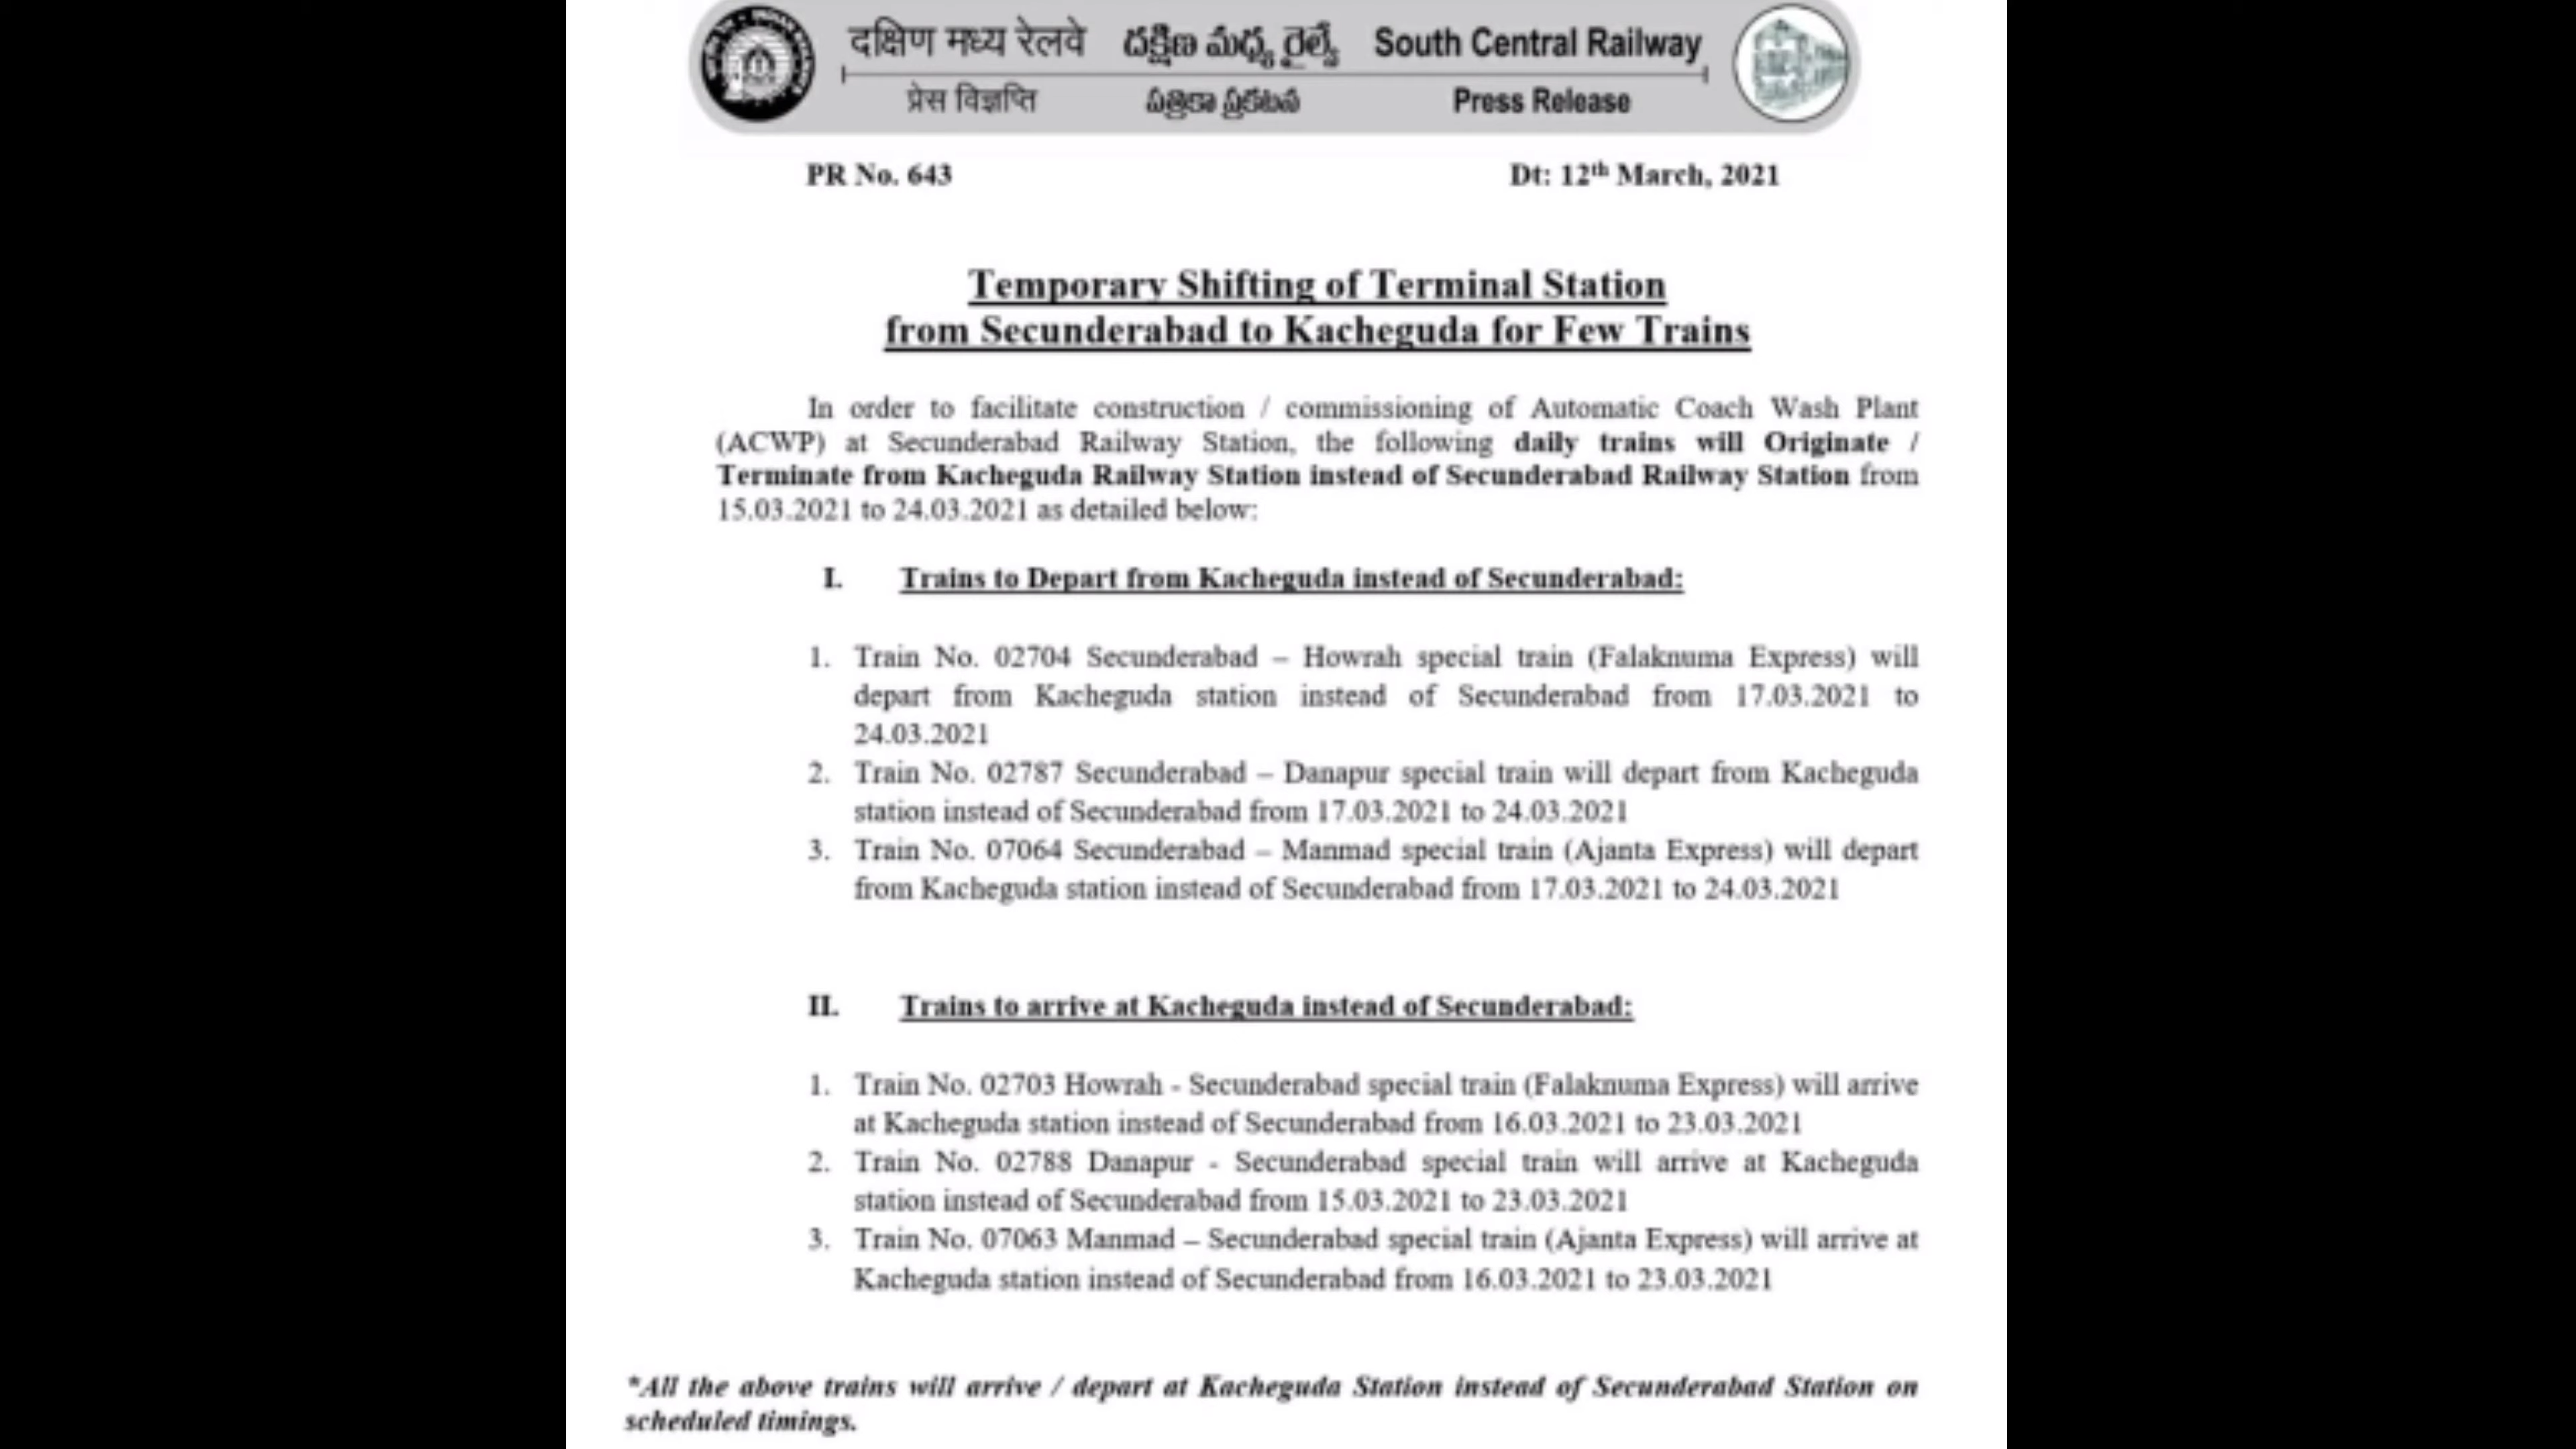 दक्षिण मध्य रेलवे దక్షిణ మధ్య రైల్వే South Central Railway
प्रेस विज्ञप्ति పత్రికా ప్రకటన Press Release
PR No. 643 Dt: 12th March, 2021
Temporary Shifting of Terminal Station
from Secunderabad to Kacheguda for Few Trains
In order to facilitate construction / commissioning of Automatic Coach Wash Plant
(ACWP) at Secunderabad Railway Station, the following daily trains will Originate /
Terminate from Kacheguda Railway Station instead of Secunderabad Railway Station from
15.03.2021 to 24.03.2021 as detailed below:
I. Trains to Depart from Kacheguda instead of Secunderabad:
1. Train No. 02704 Secunderabad – Howrah special train (Falaknuma Express) will
depart from Kacheguda station instead of Secunderabad from 17.03.2021 to
24.03.2021
2. Train No. 02787 Secunderabad – Danapur special train will depart from Kacheguda
station instead of Secunderabad from 17.03.2021 to 24.03.2021
3. Train No. 07064 Secunderabad – Manmad special train (Ajanta Express) will depart
from Kacheguda station instead of Secunderabad from 17.03.2021 to 24.03.2021
II. Trains to arrive at Kacheguda instead of Secunderabad:
1. Train No. 02703 Howrah - Secunderabad special train (Falaknuma Express) will arrive
at Kacheguda station instead of Secunderabad from 16.03.2021 to 23.03.2021
2. Train No. 02788 Danapur - Secunderabad special train will arrive at Kacheguda
station instead of Secunderabad from 15.03.2021 to 23.03.2021
3. Train No. 07063 Manmad – Secunderabad special train (Ajanta Express) will arrive at
Kacheguda station instead of Secunderabad from 16.03.2021 to 23.03.2021
*All the above trains will arrive / depart at Kacheguda Station instead of Secunderabad Station on
scheduled timings.